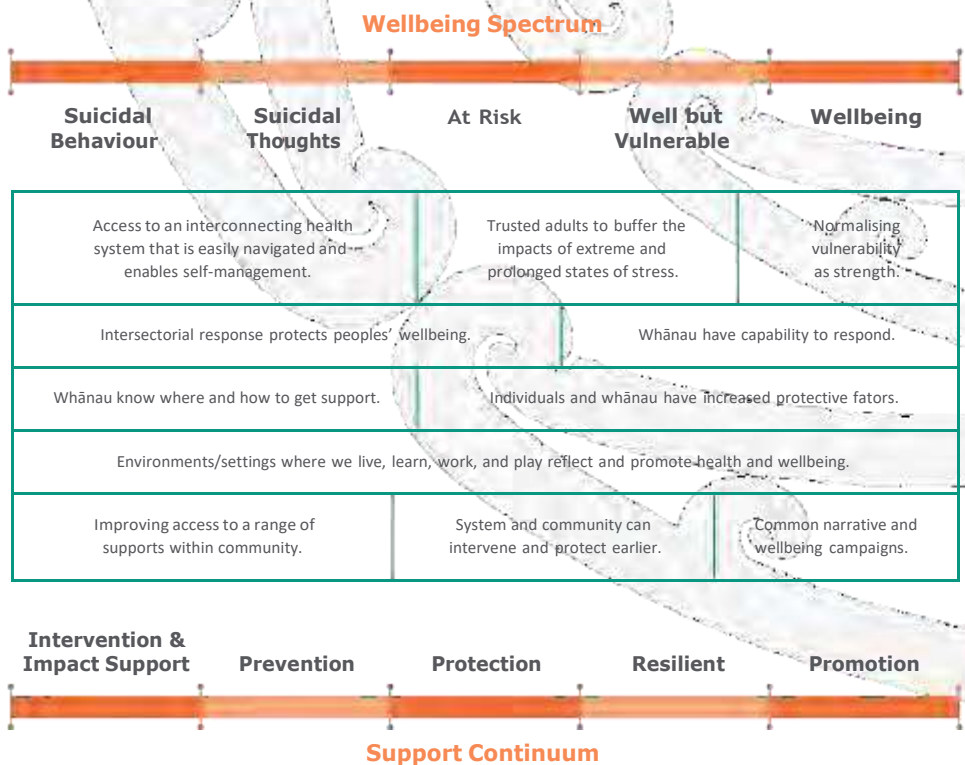 Wellbeing Spectrum
Suicidal
Behaviour
Suicidal
Thoughts
At Risk
Well but
Vulnerable
Wellbeing
Access to an interconnecting health
system that is easily navigated and
enables self-management.
Trusted adults to buffer the
impacts of extreme and
prolonged states of stress.
Normalising
vulnerability
as strength.
Intersectorial response protects peoples’ wellbeing.
Whānau have capability to respond.
Whānau know where and how to get support.
Individuals and whānau have increased protective fators.
Environments/settings where we live, learn, work, and play reflect and promote health and wellbeing.
Improving access to a range of
supports within community.
System and community can
intervene and protect earlier.
Common narrative and
wellbeing campaigns.
Intervention &
Impact Support
Prevention
Protection
Resilient
Promotion
Support Continuum